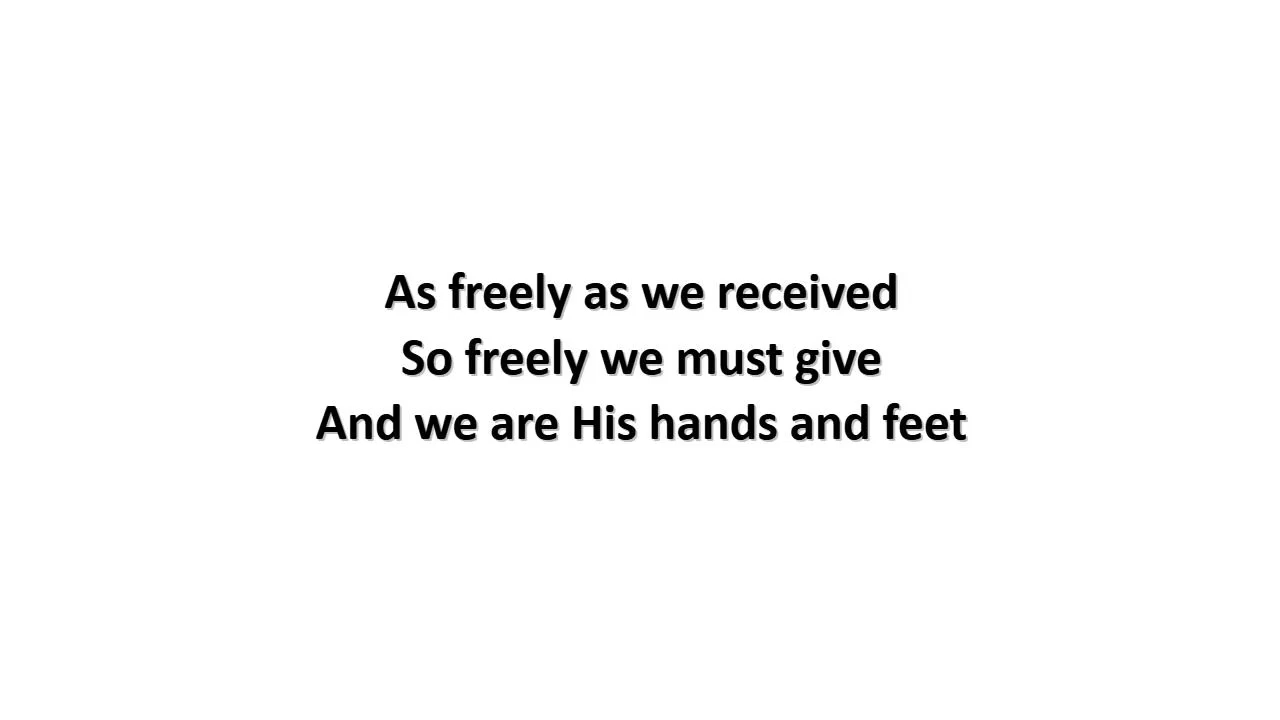 As freely as we received
So freely we must give
And we are His hands and feet